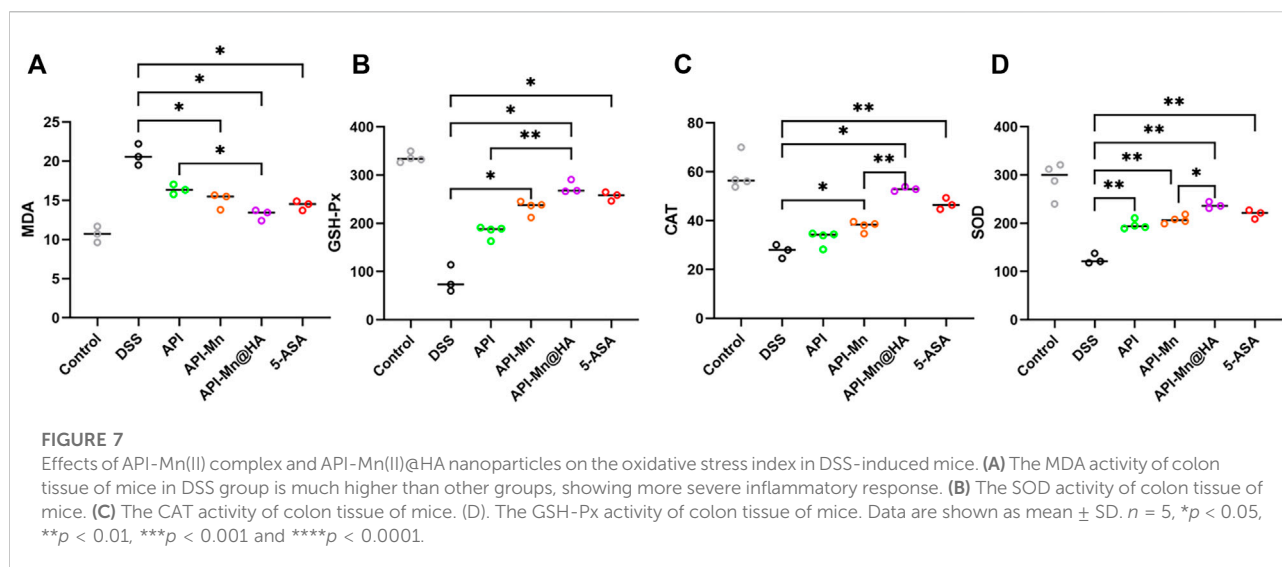 A
B
C
D
*
*
*
*
*
*
**
*
**
*
**
*
**
**
**
**
*
MDA
25
20
15
10
5
0
Control
DSS
API
API-Mn
API-Mn@HA
5-ASA
GSH-Px
400
300
200
100
0
Control
DSS
API
API-Mn
API-Mn@HA
5-ASA
CAT
80
60
40
20
0
Control
DSS
API
API-Mn
API-Mn@HA
5-ASA
SOD
400
300
200
300
0
Control
DSS
API
API-Mn
API-Mn@HA
5-ASA
FIGURE 7
Effects of API-Mn(II) complex and API-Mn(II)@HA nanoparticles on the oxidative stress index in DSS-induced mice. (A) The MDA activity of colon
tissue of mice in DSS group is much higher than other groups, showing more severe inflammatory response. (B) The SOD activity of colon tissue of
mice. (C) The CAT activity of colon tissue of mice. (D). The GSH-Px activity of colon tissue of mice. Data are shown as mean ± SD. n = 5, *p < 0.05,
**p < 0.01, ***p < 0.001 and ****p < 0.0001.